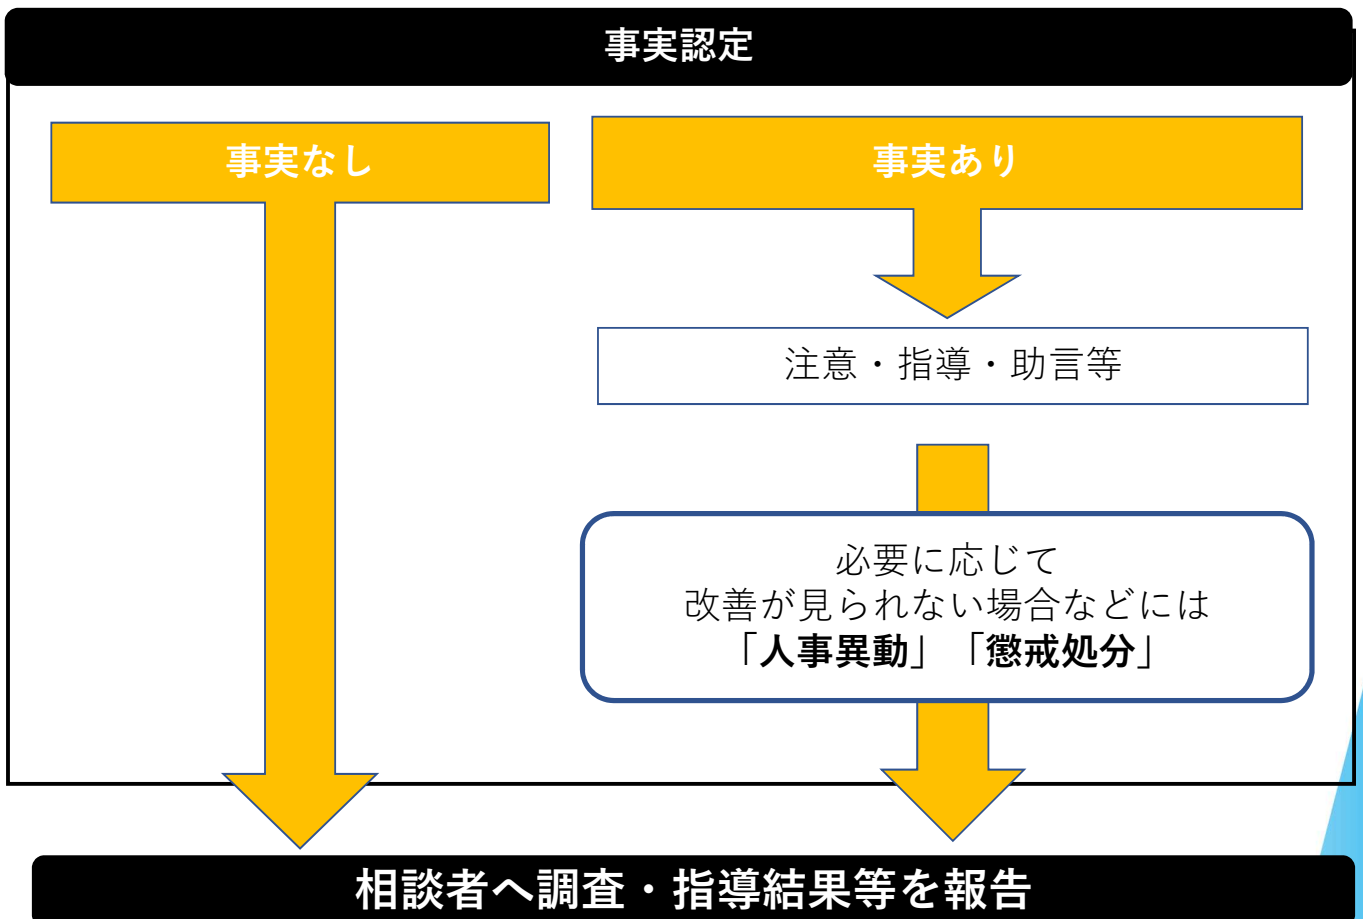 事実認定
事実なし
事実あり
注意・指導・助言等
必要に応じて
改善が見られない場合などには
「人事異動」「懲戒処分」
相談者へ調査・指導結果等を報告